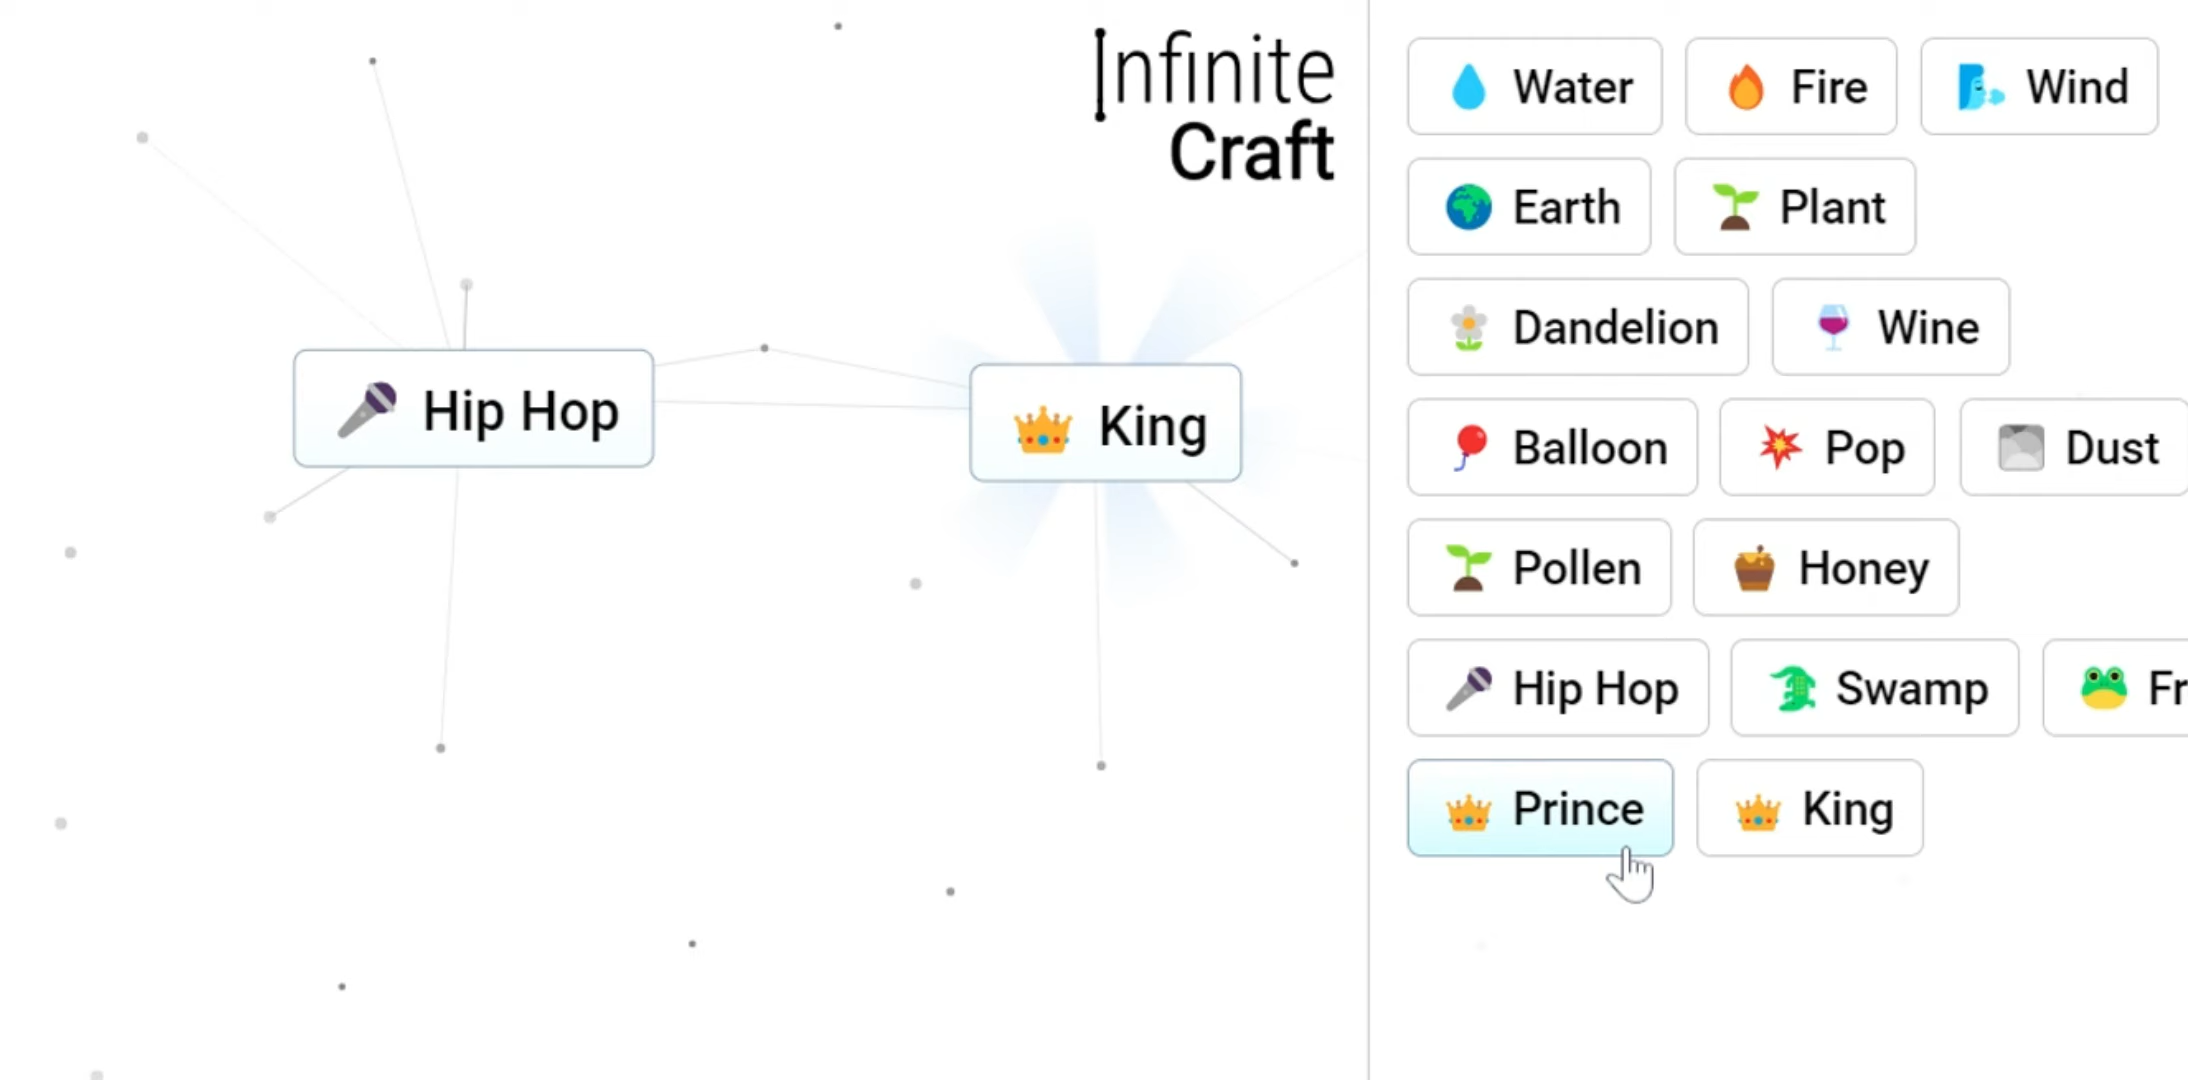 Infinite
Craft
Hip Hop
King
Water Fire Wind
Earth Plant
Dandelion Wine
Balloon Pop Dust
Pollen Honey
Hip Hop Swamp Fr
Prince King